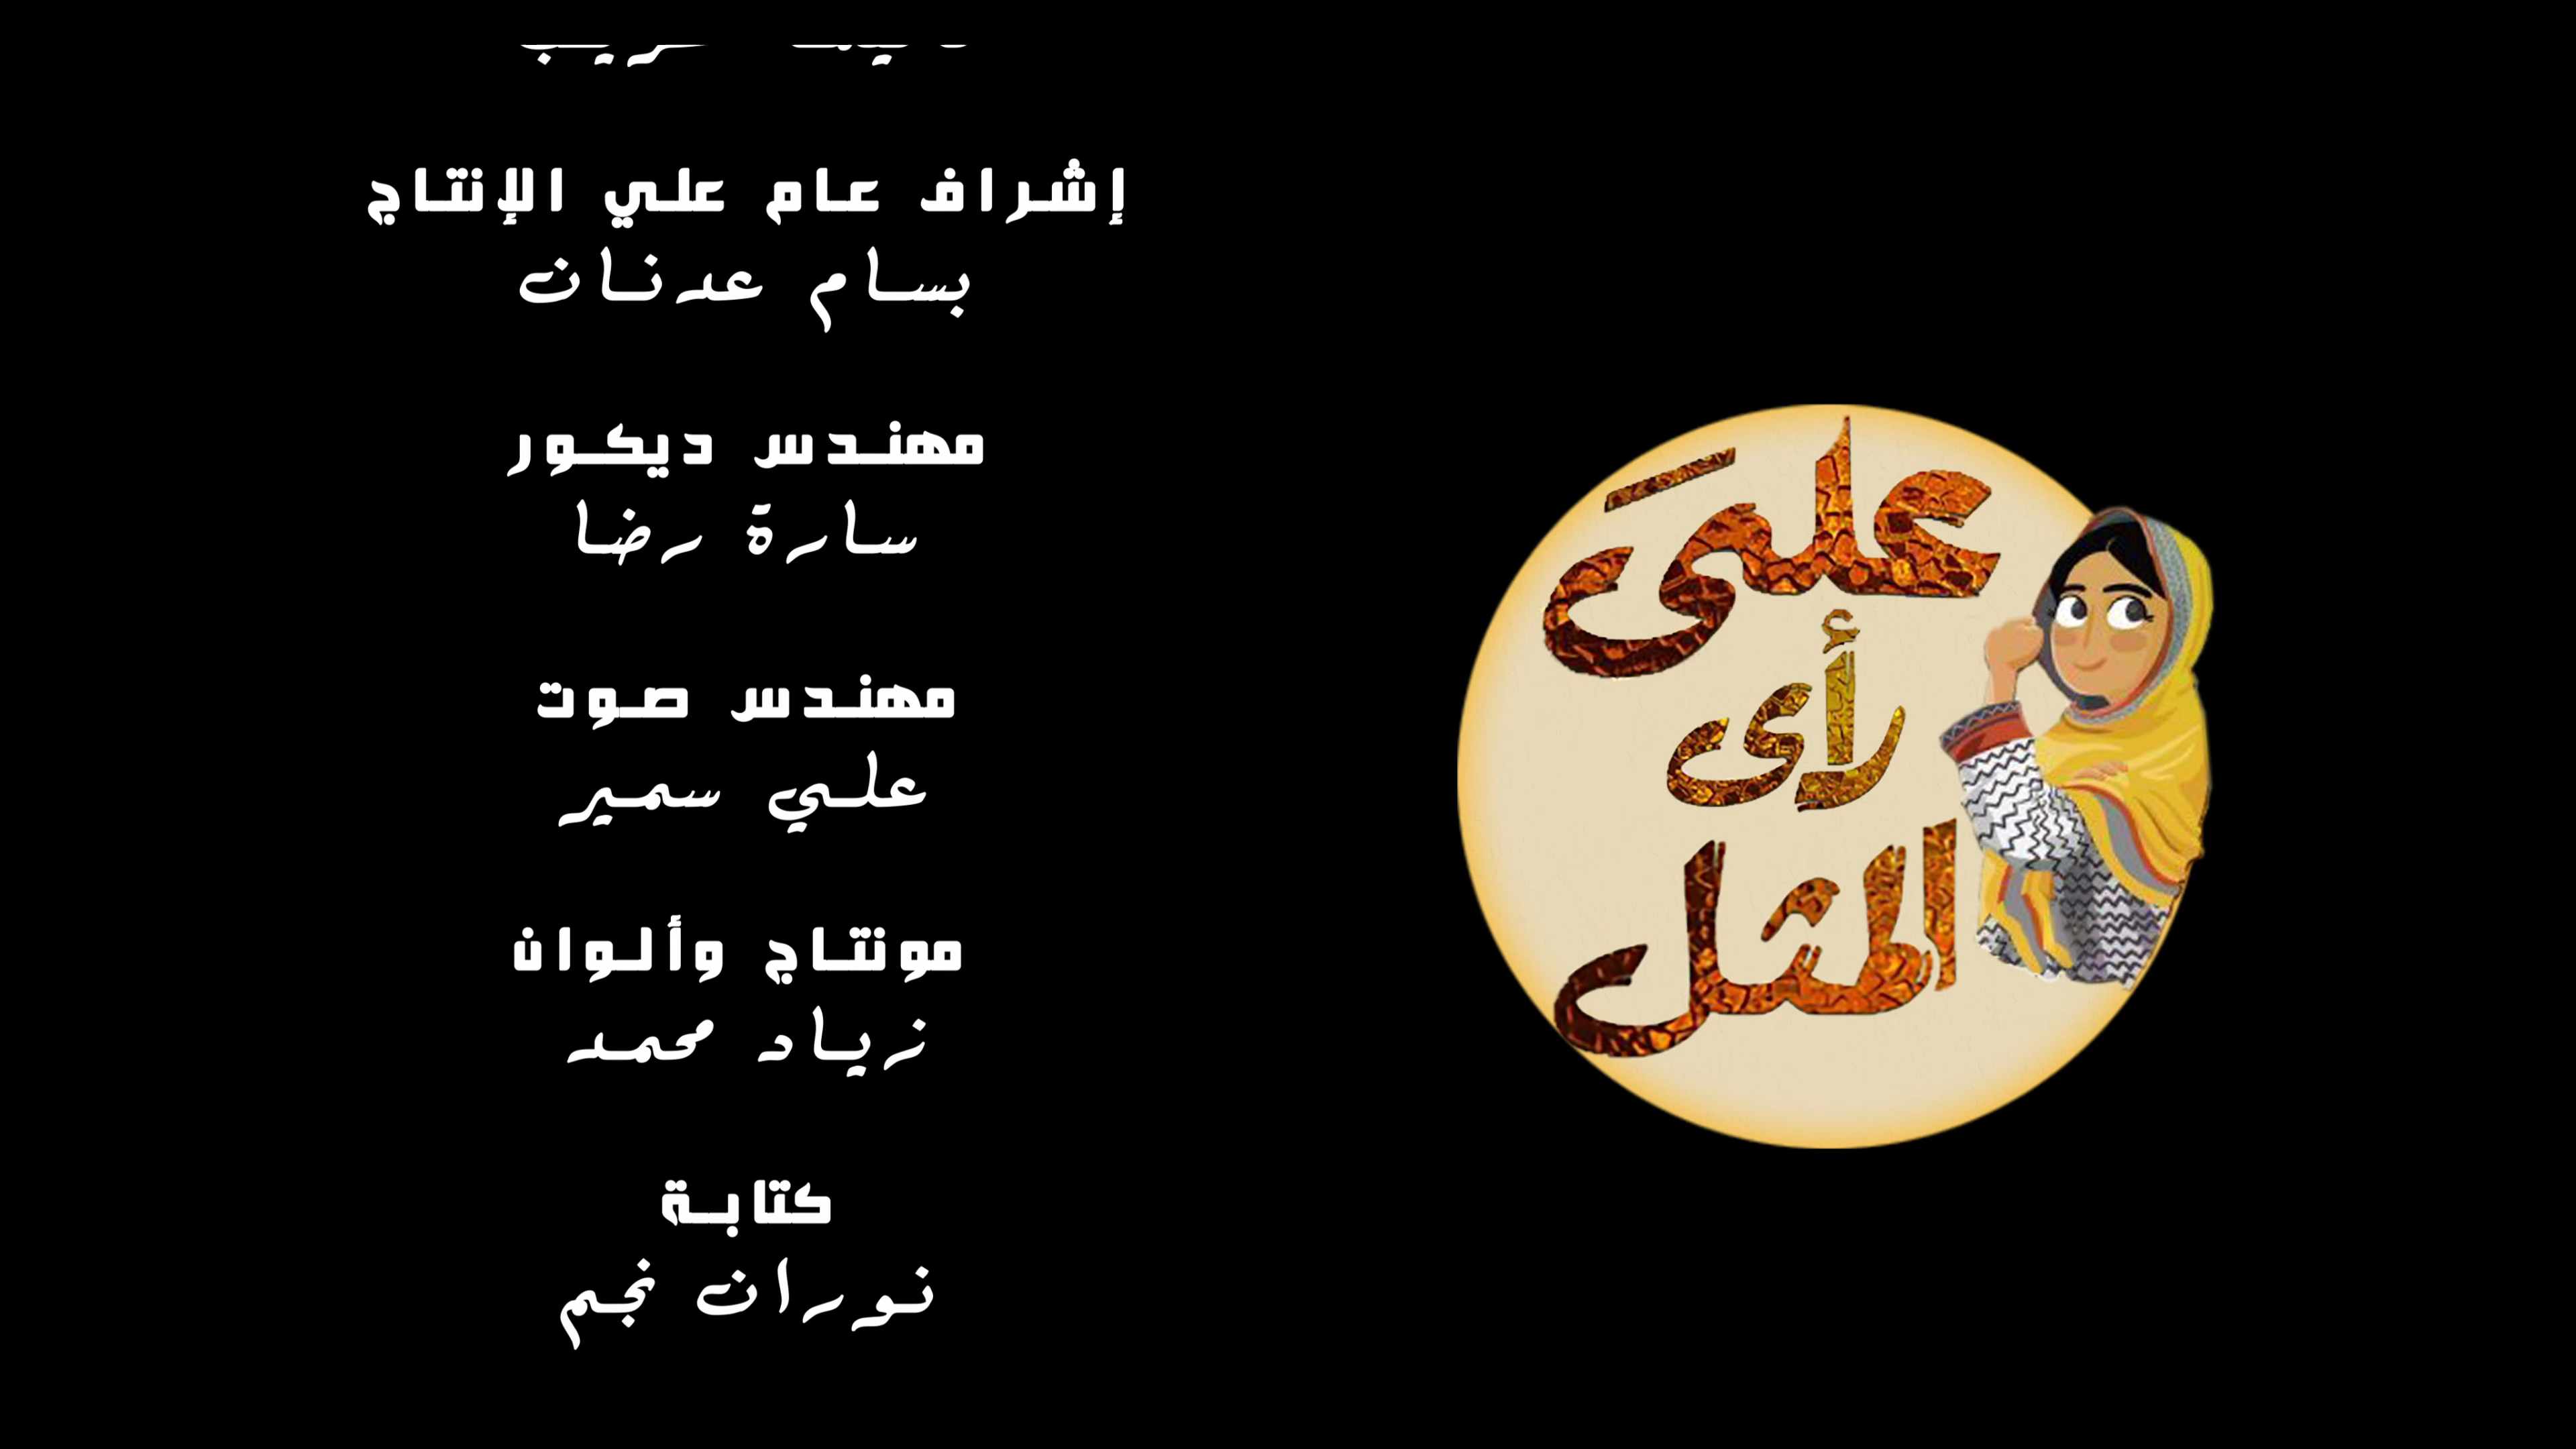 إشراف عام علي الإنتاج
بسام عدنان
مهندس ديكور
سارة رضا
مهندس صوت
علي سمير
مونتاج وألوان
زياد محمد
كتابة
نوران نجم
علىَ
رأى
المثل